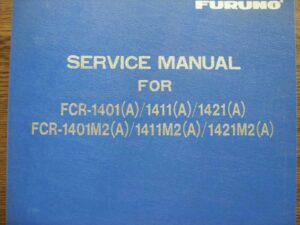 FURUNO
SERVICE MANUAL
FOR
FCR-1401(A)/1411(A)/1421(A)
FCR-1401M2(A)/1411M2(A)/1421M2(A)